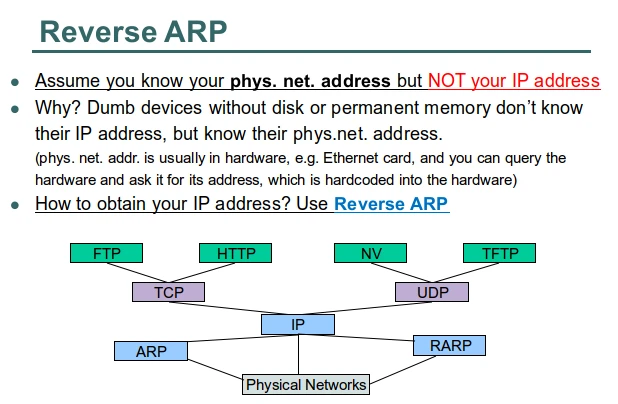 Reverse ARP
● Assume you know your phys. net. address but NOT your IP address
● Why? Dumb devices without disk or permanent memory don’t know
their IP address, but know their phys.net. address.
(phys. net. addr. is usually in hardware, e.g. Ethernet card, and you can query the
hardware and ask it for its address, which is hardcoded into the hardware)
● How to obtain your IP address? Use Reverse ARP
FTP HTTP NV TFTP
TCP UDP
IP
ARP RARP
Physical Networks